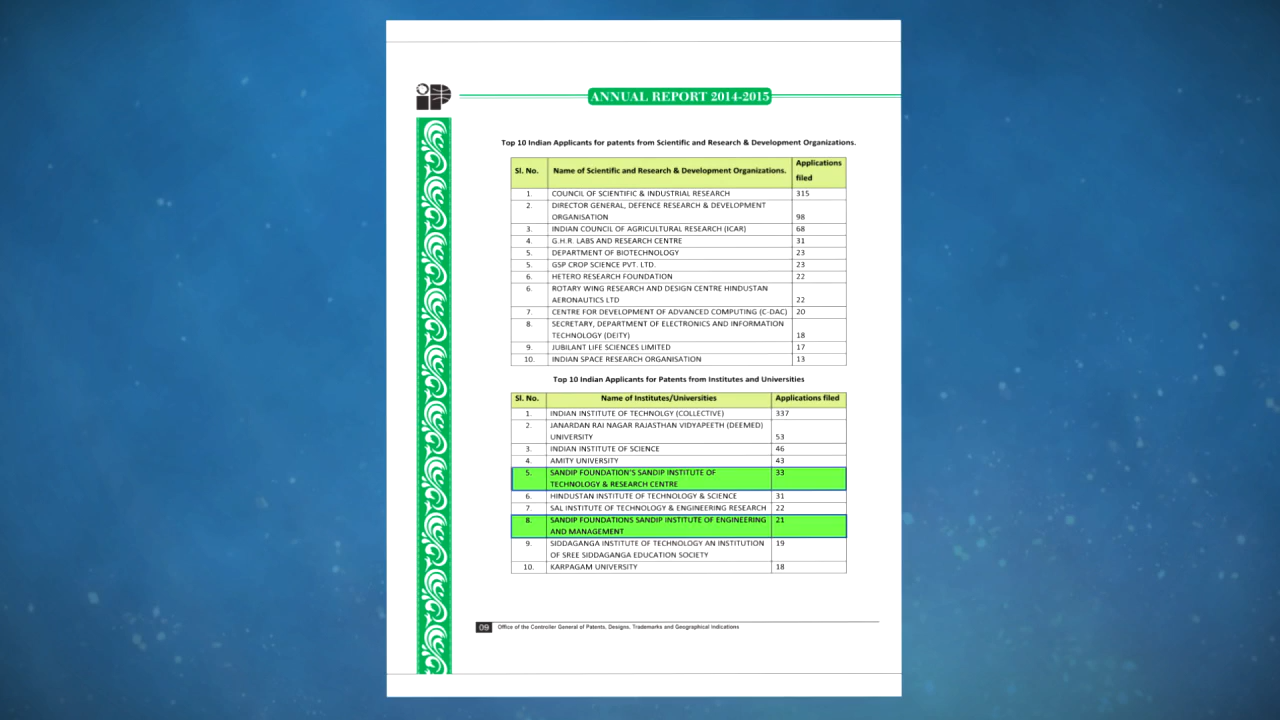 iP
ANNUAL REPORT 2014-2015
Top 10 Indian Applicants for patents from Scientific and Research & Development Organizations.
Sl. No. Name of Scientific and Research & Development Organizations. Applications filed
1. COUNCIL OF SCIENTIFIC & INDUSTRIAL RESEARCH 315
2. DIRECTOR GENERAL, DEFENCE RESEARCH & DEVELOPMENT
ORGANISATION 98
3. INDIAN COUNCIL OF AGRICULTURAL RESEARCH (ICAR) 68
4. G.H.R. LABS AND RESEARCH CENTRE 31
5. DEPARTMENT OF BIOTECHNOLOGY 23
5. GSP CROP SCIENCE PVT. LTD. 23
6. HETERO RESEARCH FOUNDATION 22
6. ROTARY WING RESEARCH AND DESIGN CENTRE HINDUSTAN
AERONAUTICS LTD 22
7. CENTRE FOR DEVELOPMENT OF ADVANCED COMPUTING (C-DAC) 20
8. SECRETARY, DEPARTMENT OF ELECTRONICS AND INFORMATION
TECHNOLOGY (DEITY) 18
9. JUBILANT LIFE SCIENCES LIMITED 17
10. INDIAN SPACE RESEARCH ORGANISATION 13
Top 10 Indian Applicants for Patents from Institutes and Universities
Sl. No. Name of Institutes/Universities Applications filed
1. INDIAN INSTITUTE OF TECHNOLGY (COLLECTIVE) 337
2. JANARDAN RAI NAGAR RAJASTHAN VIDYAPEETH (DEEMED)
UNIVERSITY 53
3. INDIAN INSTITUTE OF SCIENCE 46
4. AMITY UNIVERSITY 43
5. SANDIP FOUNDATION'S SANDIP INSTITUTE OF 33
TECHNOLOGY & RESEARCH CENTRE
6. HINDUSTAN INSTITUTE OF TECHNOLOGY & SCIENCE 31
7. SAL INSTITUTE OF TECHNOLOGY & ENGINEERING RESEARCH 22
8. SANDIP FOUNDATIONS SANDIP INSTITUTE OF ENGINEERING 21
AND MANAGEMENT
9. SIDDAGANGA INSTITUTE OF TECHNOLOGY AN INSTITUTION 19
OF SREE SIDDAGANGA EDUCATION SOCIETY
10. KARPAGAM UNIVERSITY 18
09 Office of the Controller General of Patents, Designs, Trademarks and Geographical Indications